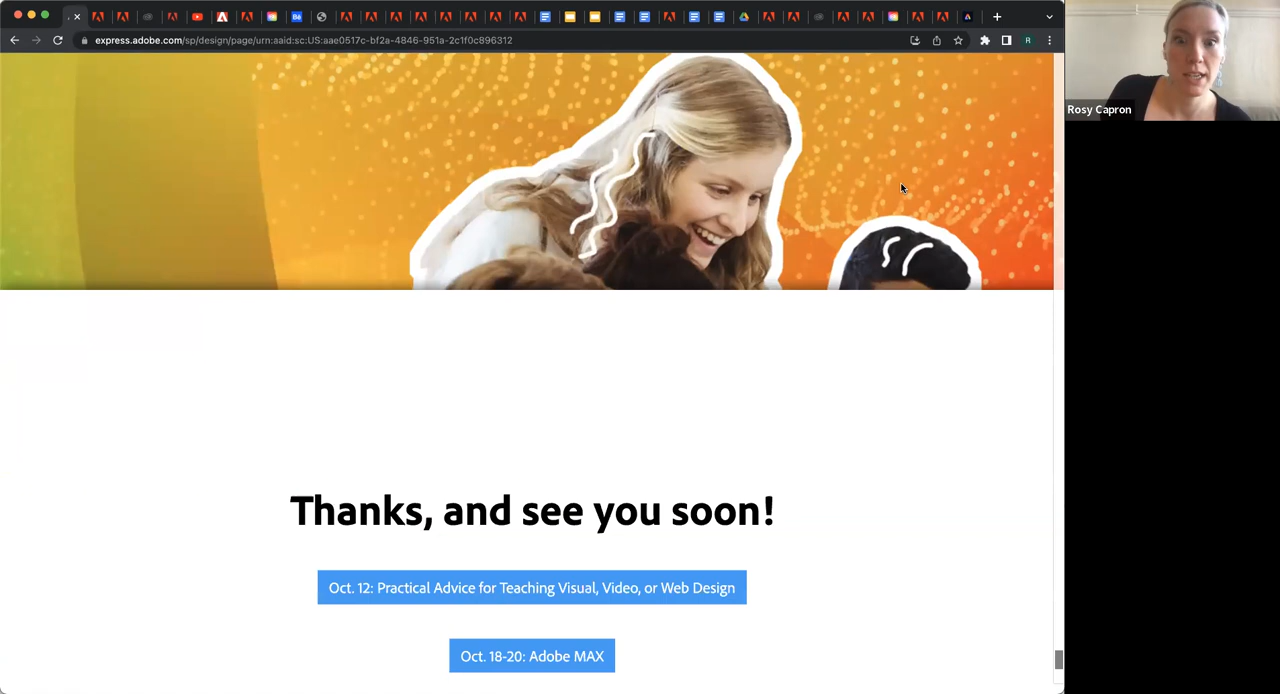 express.adobe.com/sp/design/page/urn:aaid:sc:US:aae0517c-bf2a-4846-951a-2c1f0c896312
R
Rosy Capron
Thanks, and see you soon!
Oct. 12: Practical Advice for Teaching Visual, Video, or Web Design
Oct. 18-20: Adobe MAX